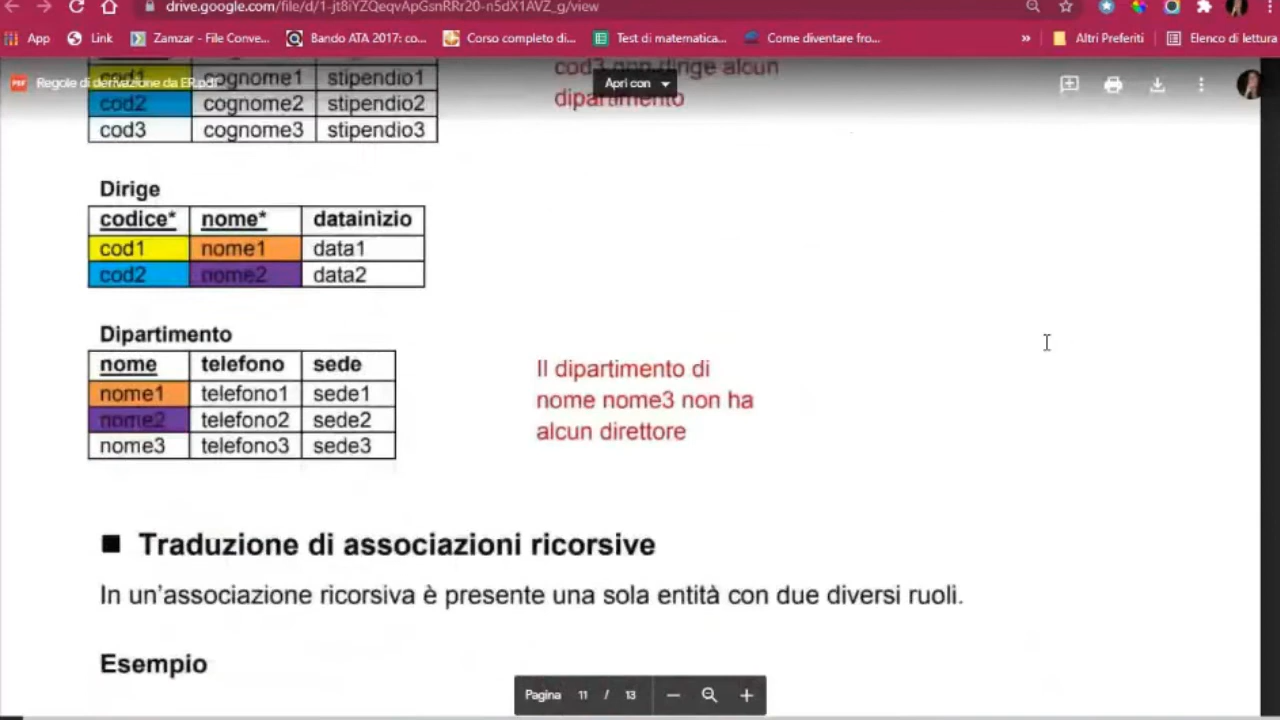 drive.google.com/file/d/1-jt8iYZQeqvApGsnRRr20-n5dX1AVZ_g/view
App Link Zamzar - File Conve... Bando ATA 2017: co... Corso completo di... Test di matematica... Come diventare fro... » Altri Preferiti Elenco di lettura
PDF Regole di derivazione da ER.pdf Apri con
cod1 cognome1 stipendio1
cod2 cognome2 stipendio2
cod3 cognome3 stipendio3
cod3 non dirige alcun
dipartimento
Dirige
codice* nome* datainizio
cod1 nome1 data1
cod2 nome2 data2
Dipartimento
nome telefono sede
nome1 telefono1 sede1
nome2 telefono2 sede2
nome3 telefono3 sede3
Il dipartimento di
nome nome3 non ha
alcun direttore
Traduzione di associazioni ricorsive
In un'associazione ricorsiva è presente una sola entità con due diversi ruoli.
Esempio
Pagina 11 / 13